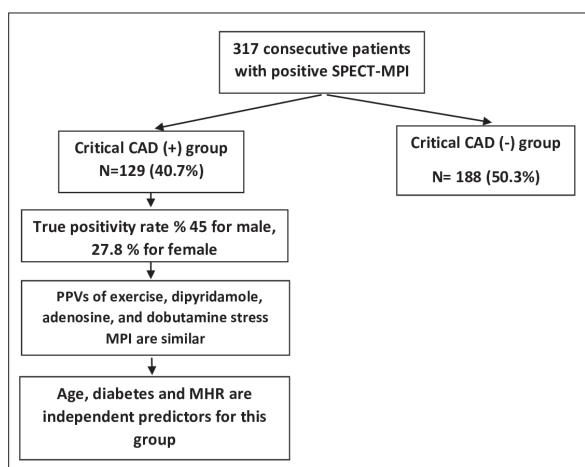 317 consecutive patients
with positive SPECT-MPI
Critical CAD (+) group
N=129 (40.7%)
Critical CAD (-) group
N= 188 (50.3%)
True positivity rate % 45 for male,
27.8 % for female
PPVs of exercise, dipyridamole,
adenosine, and dobutamine stress
MPI are similar
Age, diabetes and MHR are
independent predictors for this
group